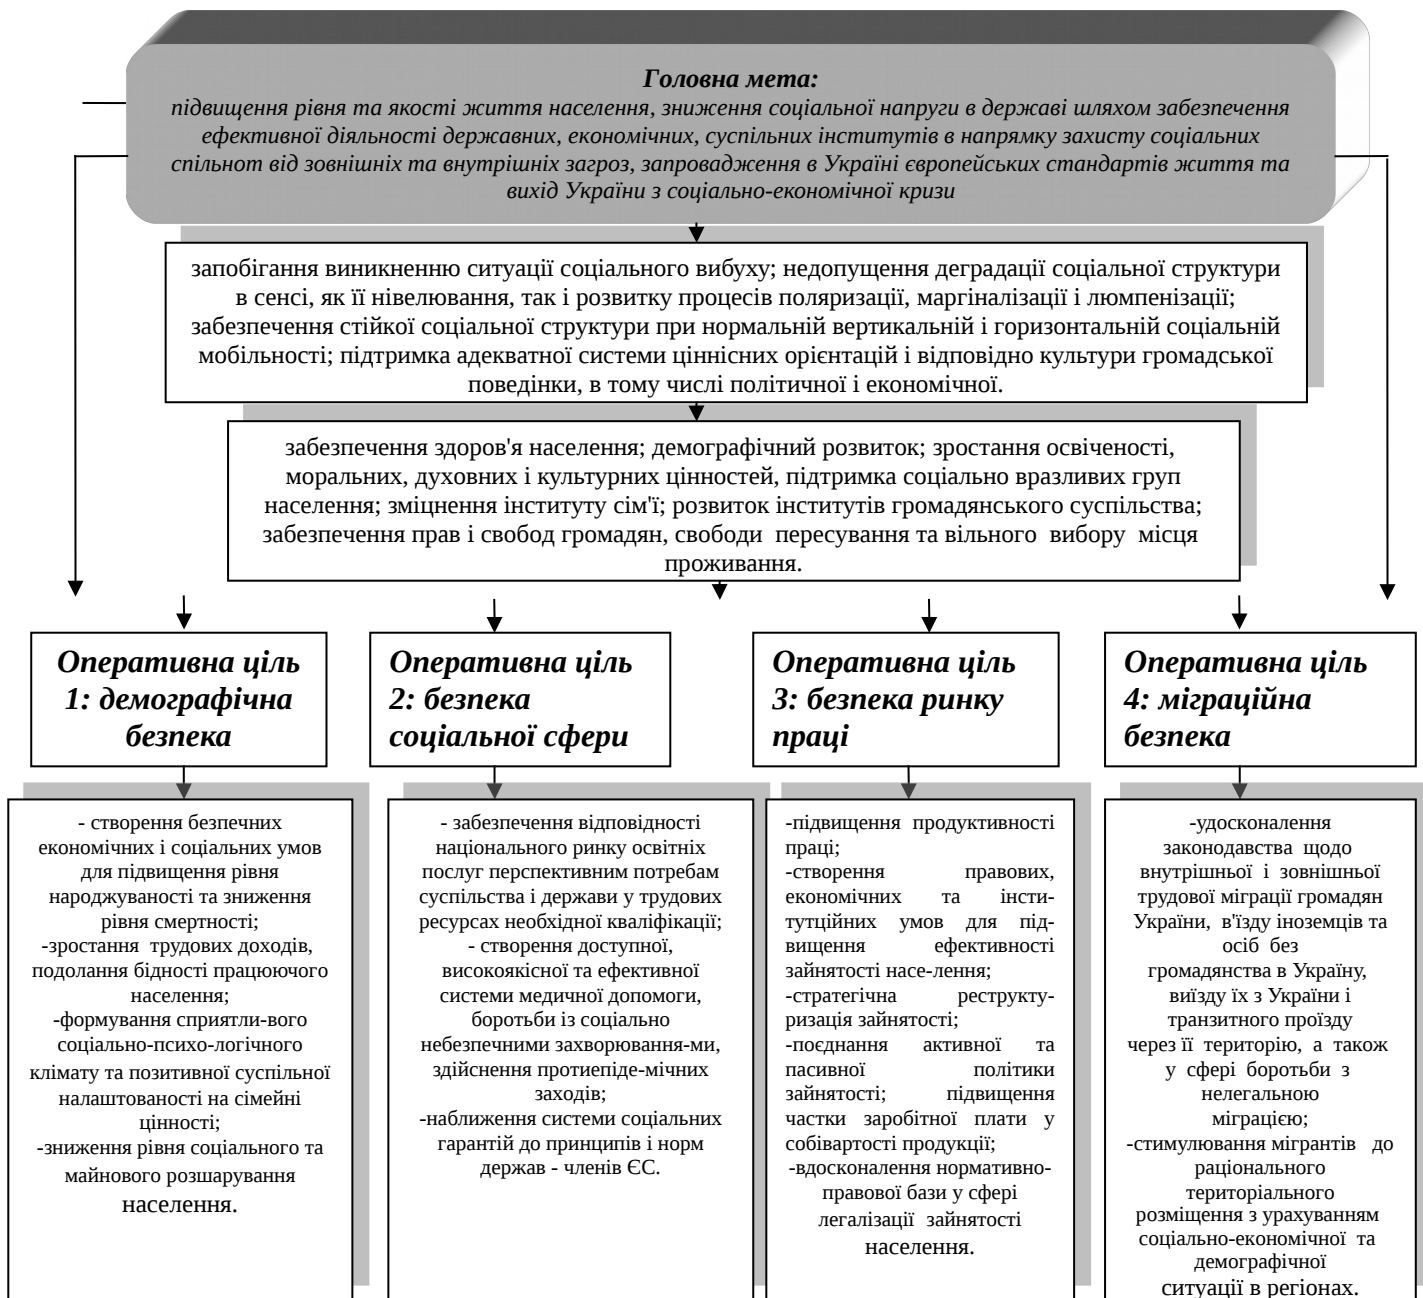 Головна мета:
підвищення рівня та якості життя населення, зниження соціальної напруги в державі шляхом забезпечення
ефективної діяльності державних, економічних, суспільних інститутів в напрямку захисту соціальних
спільнот від зовнішніх та внутрішніх загроз, запровадження в Україні європейських стандартів життя та
вихід України з соціально-економічної кризи
запобігання виникненню ситуації соціального вибуху; недопущення деградації соціальної структури
в сенсі, як її нівелювання, так і розвитку процесів поляризації, маргіналізації і люмпенізації;
забезпечення стійкої соціальної структури при нормальній вертикальній і горизонтальній соціальній
мобільності; підтримка адекватної системи ціннісних орієнтацій і відповідно культури громадської
поведінки, в тому числі політичної і економічної.
забезпечення здоров'я населення; демографічний розвиток; зростання освіченості,
моральних, духовних і культурних цінностей, підтримка соціально вразливих груп
населення; зміцнення інституту сім'ї; розвиток інститутів громадянського суспільства;
забезпечення прав і свобод громадян, свободи пересування та вільного вибору місця
проживання.
Оперативна ціль
1: демографічна
безпека
Оперативна ціль
2: безпека
соціальної сфери
Оперативна ціль
3: безпека ринку
праці
Оперативна ціль
4: міграційна
безпека
- створення безпечних
економічних і соціальних умов
для підвищення рівня
народжуваності та зниження
рівня смертності;
-зростання трудових доходів,
подолання бідності працюючого
населення;
-формування сприятли-вого
соціально-психо-логічного
клімату та позитивної суспільної
налаштованості на сімейні
цінності;
-зниження рівня соціального та
майнового розшарування
населення.
- забезпечення відповідності
національного ринку освітніх
послуг перспективним потребам
суспільства і держави у трудових
ресурсах необхідної кваліфікації;
- створення доступної,
високоякісної та ефективної
системи медичної допомоги,
боротьби із соціально
небезпечними захворювання-ми,
здійснення протиепіде-мічних
заходів;
-наближення системи соціальних
гарантій до принципів і норм
держав - членів ЄС.
-підвищення продуктивності
праці;
-створення правових,
економічних та інсти-
тутційних умов для під-
вищення ефективності
зайнятості насе-лення;
-стратегічна реструкту-
ризація зайнятості;
-поєднання активної та
пасивної політики
зайнятості; підвищення
частки заробітної плати у
собівартості продукції;
-вдосконалення нормативно-
правової бази у сфері
легалізації зайнятості
населення.
-удосконалення
законодавства щодо
внутрішньої і зовнішньої
трудової міграції громадян
України, в'їзду іноземців та
осіб без
громадянства в Україну,
виїзду їх з України і
транзитного проїзду
через її територію, а також
у сфері боротьби з
нелегальною
міграцією;
-стимулювання мігрантів до
раціонального
територіального
розміщення з урахуванням
соціально-економічної та
демографічної
ситуації в регіонах.